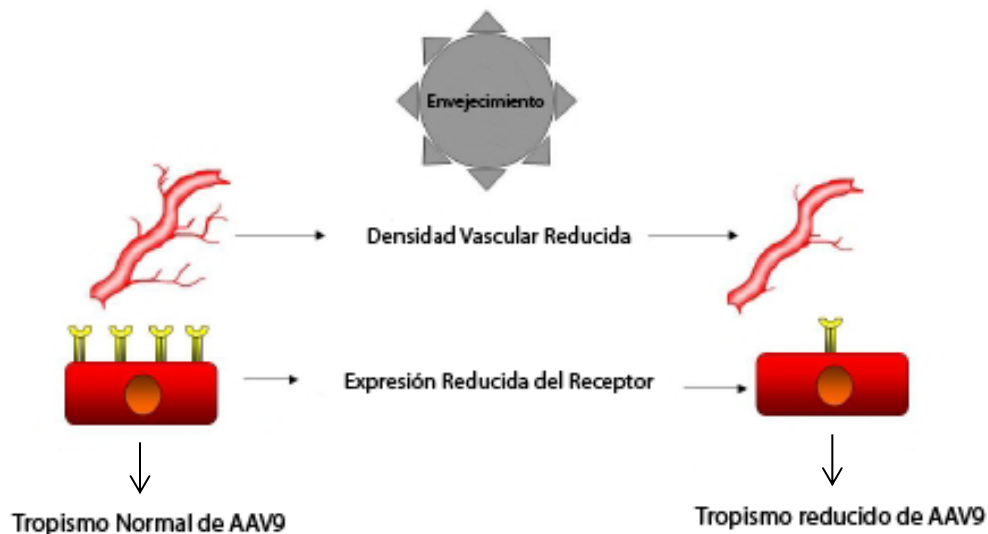 Envejecimiento
Densidad Vascular Reducida
Expresión Reducida del Receptor
Tropismo Normal de AAV9
Tropismo reducido de AAV9